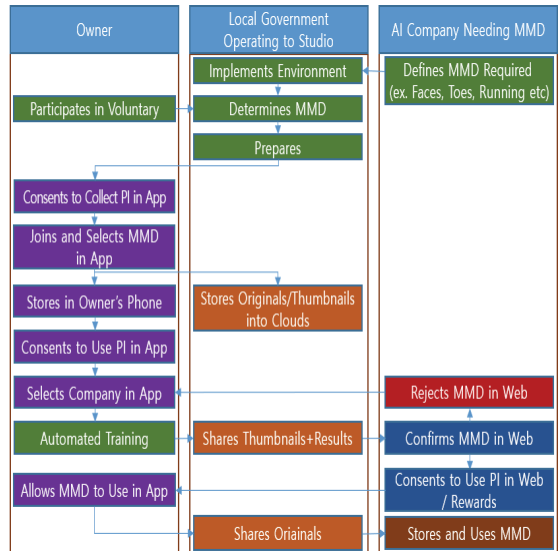 Owner
Local Government
Operating to Studio
AI Company Needing MMD
Implements Environment
Defines MMD Required
(ex. Faces, Toes, Running etc)
Participates in Voluntary
Determines MMD
Prepares
Consents to Collect PI in App
Joins and Selects MMD
in App
Stores in Owner's Phone
Stores Originals/Thumbnails
into Clouds
Consents to Use PI in App
Selects Company in App
Rejects MMD in Web
Automated Training
Shares Thumbnails+Results
Confirms MMD in Web
Allows MMD to Use in App
Consents to Use PI in Web
/ Rewards
Shares Oriainals
Stores and Uses MMD